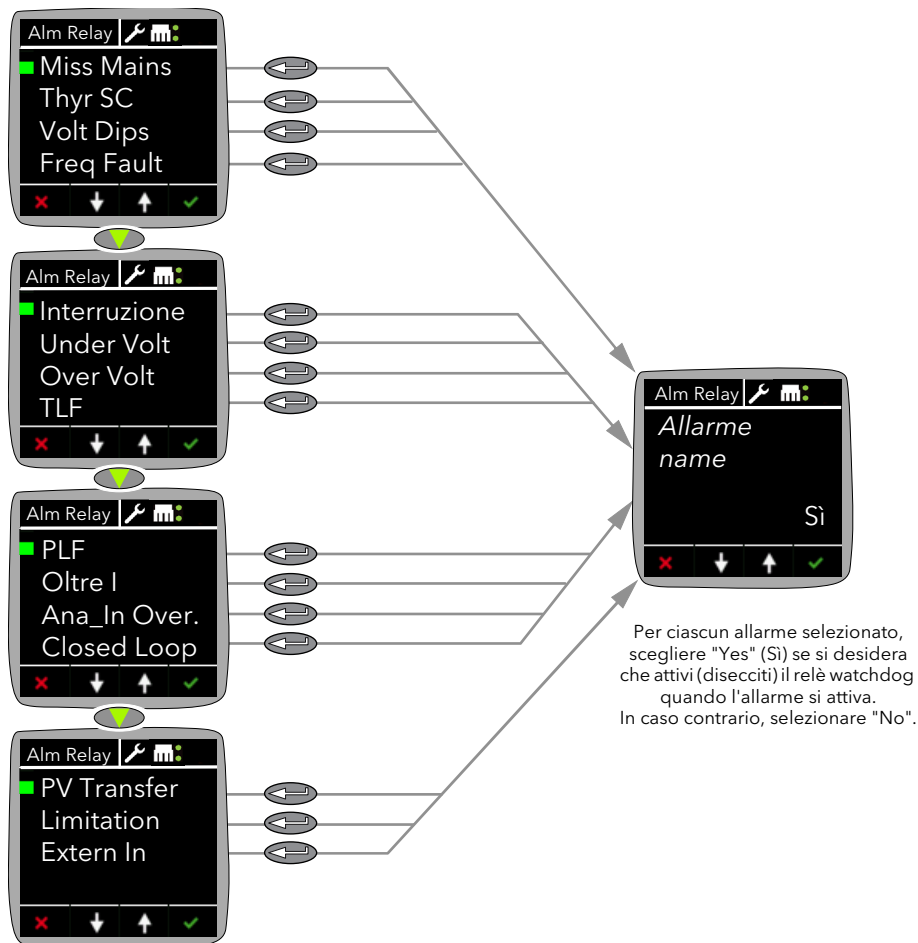 Alm Relay
Miss Mains
Thyr SC
Volt Dips
Freq Fault
Alm Relay
Interruzione
Under Volt
Over Volt
TLF
Alm Relay
PLF
Oltre I
Ana_In Over.
Closed Loop
Alm Relay
PV Transfer
Limitation
Extern In
Alm Relay
Allarme
name
Sì
Per ciascun allarme selezionato,
scegliere "Yes" (Sì) se si desidera
che attivi (disecciti) il relè watchdog
quando l'allarme si attiva.
In caso contrario, selezionare "No".